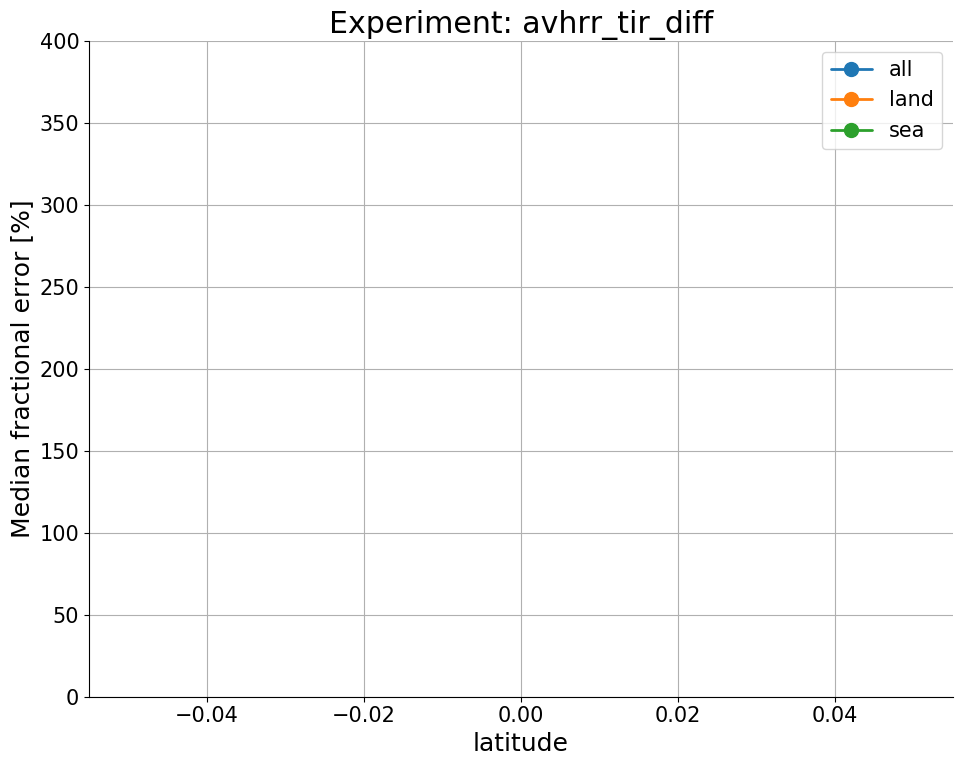 Experiment: avhrr_tir_diff
400
350
300
250
200
150
100
50
0
Median fractional error [%]
all
land
sea
−0.04
−0.02
0.00
0.02
0.04
latitude